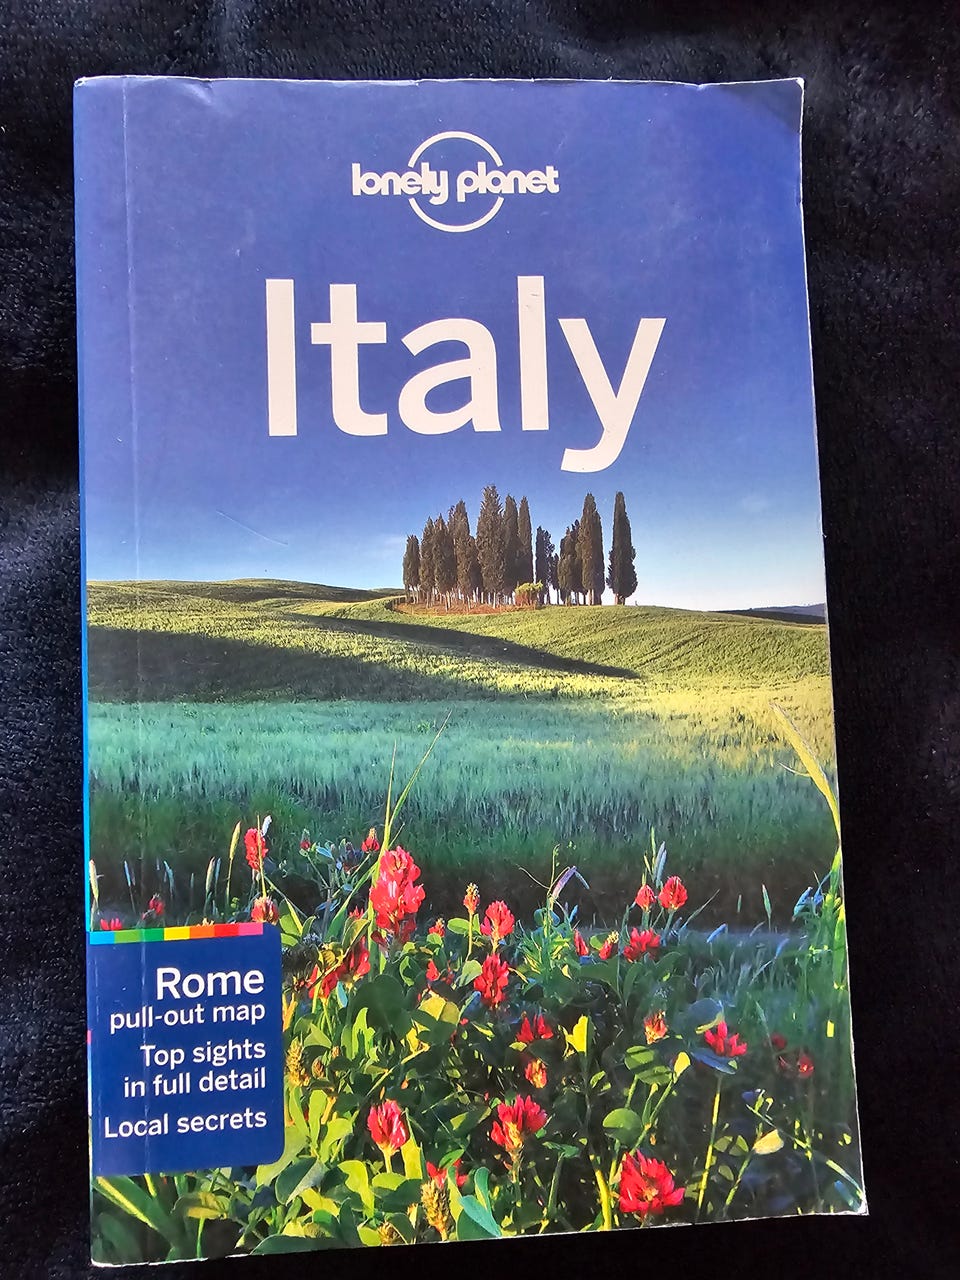 lonely planet
Italy
Rome
pull-out map
Top sights
in full detail
Local secrets